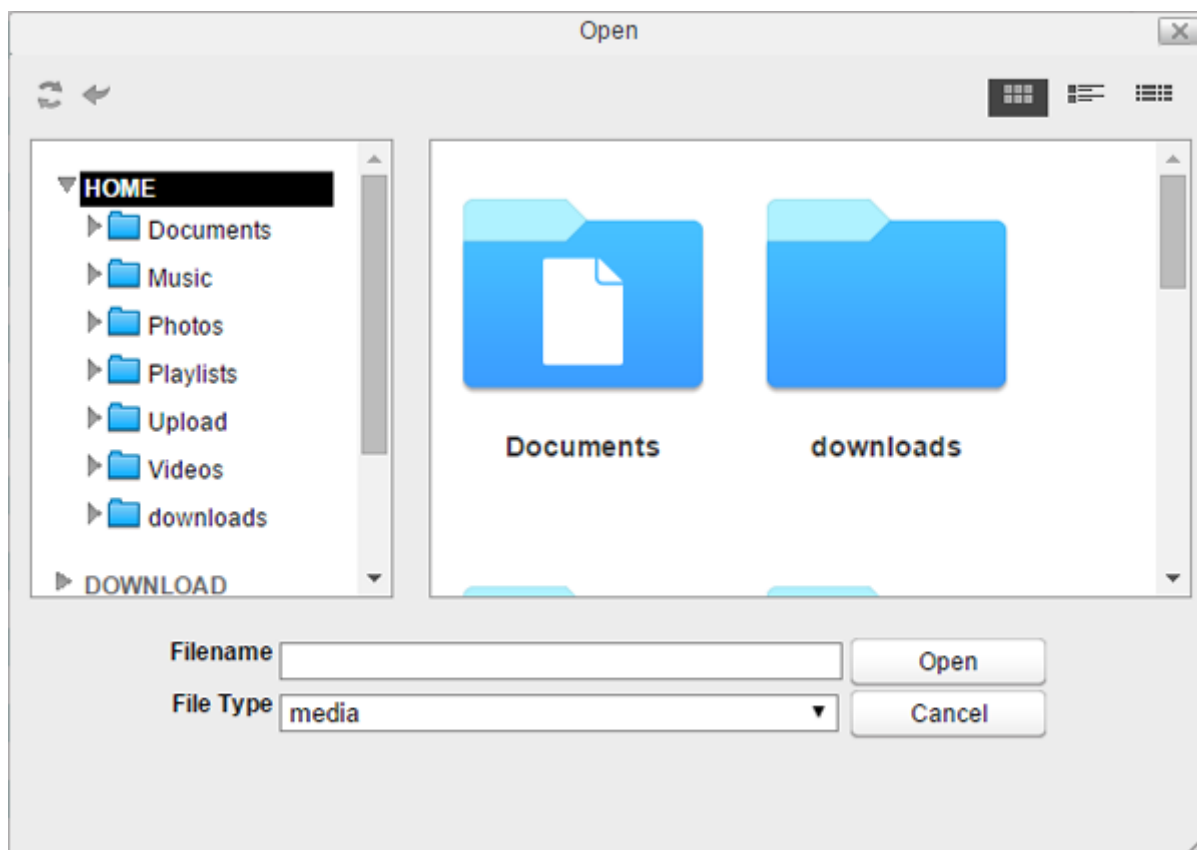 Open
HOME
Documents
Music
Photos
Playlists
Upload
Videos
downloads
DOWNLOAD
Documents
downloads
Filename
Open
File Type
media
Cancel